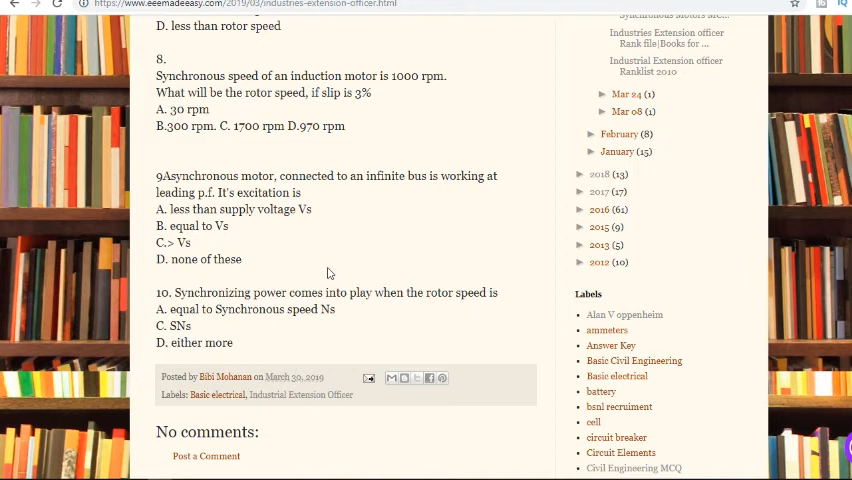 https://www.eeemadeeasy.com/2019/03/industries-extension-officer.html
D. less than rotor speed
8.
Synchronous speed of an induction motor is 1000 rpm.
What will be the rotor speed, if slip is 3%
A. 30 rpm
B.300 rpm. C. 1700 rpm D.970 rpm
9Asynchronous motor, connected to an infinite bus is working at
leading p.f. It's excitation is
A. less than supply voltage Vs
B. equal to Vs
C.> Vs
D. none of these
10. Synchronizing power comes into play when the rotor speed is
A. equal to Synchronous speed Ns
C. SNs
D. either more
Posted by Bibi Mohanan on March 30, 2019
Labels: Basic electrical, Industrial Extension Officer
No comments:
Post a Comment
Synchronous Motors MC...
Industries Extension officer
Rank file|Books for ...
Industrial Extension officer
Ranklist 2010
► Mar 24 (1)
► Mar 08 (1)
► February (8)
► January (15)
► 2018 (13)
► 2017 (17)
► 2016 (61)
► 2015 (9)
► 2013 (5)
► 2012 (10)
Labels
Alan V oppenheim
ammeters
Answer Key
Basic Civil Engineering
Basic electrical
battery
bsnl recruiment
cell
circuit breaker
Circuit Elements
Civil Engineering MCQ